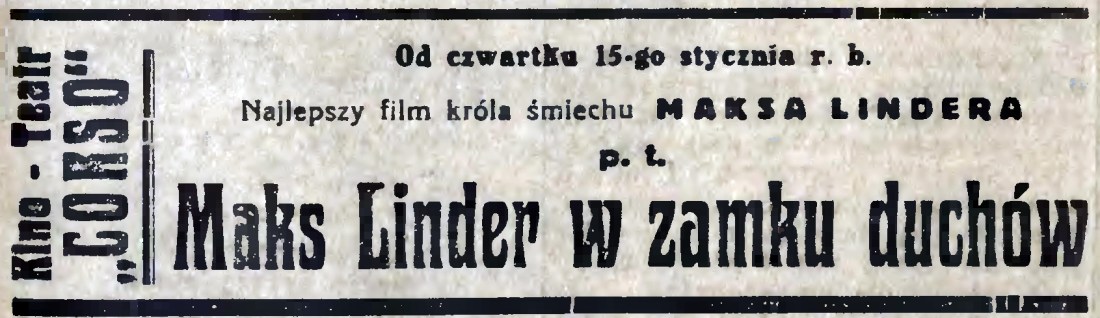 Kino - Teatr
„CORSO“
Od czwartku 15-go stycznia r. b.
Najlepszy film króla śmiechu MAKSA LINDERA
p. t.
Maks Linder w zamku duchów